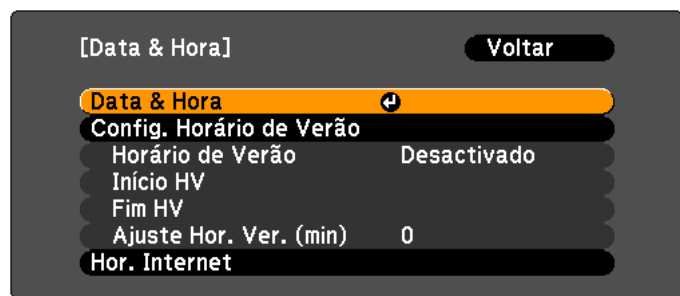 [Data & Hora] Voltar
Data & Hora
Config. Horário de Verão
Horário de Verão Desactivado
Início HV
Fim HV
Ajuste Hor. Ver. (min) 0
Hor. Internet